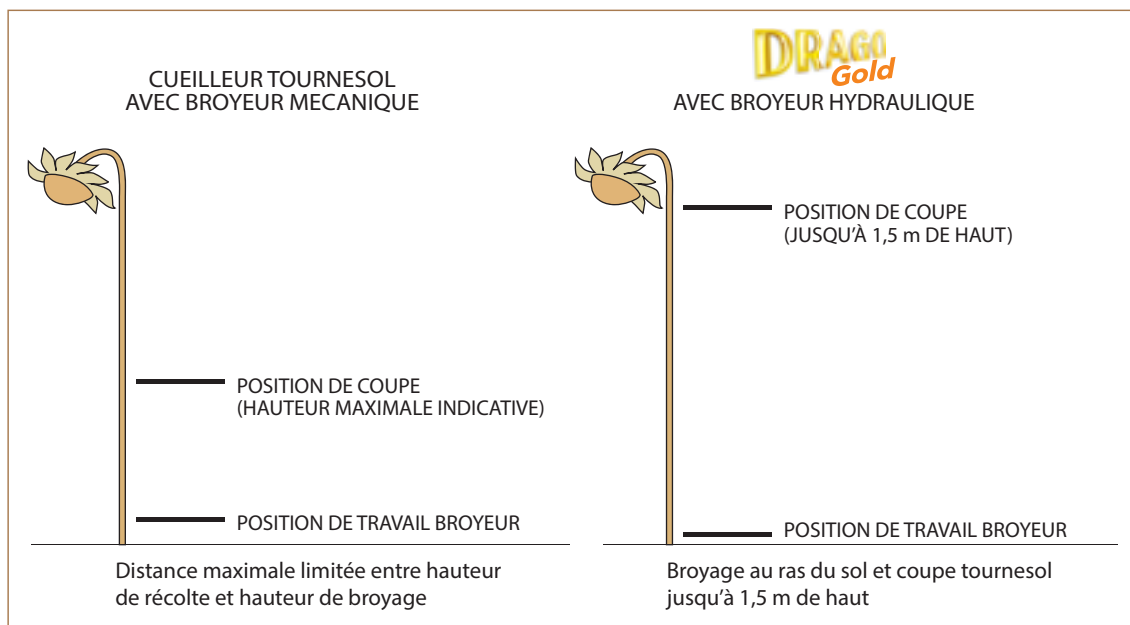 CUEILLEUR TOURNESOL
AVEC BROYEUR MECANIQUE
POSITION DE COUPE
(HAUTEUR MAXIMALE INDICATIVE)
POSITION DE TRAVAIL BROYEUR
Distance maximale limitée entre hauteur
de récolte et hauteur de broyage
DRAGO
Gold
AVEC BROYEUR HYDRAULIQUE
POSITION DE COUPE
(JUSQU'À 1,5 m DE HAUT)
POSITION DE TRAVAIL BROYEUR
Broyage au ras du sol et coupe tournesol
jusqu'à 1,5 m de haut